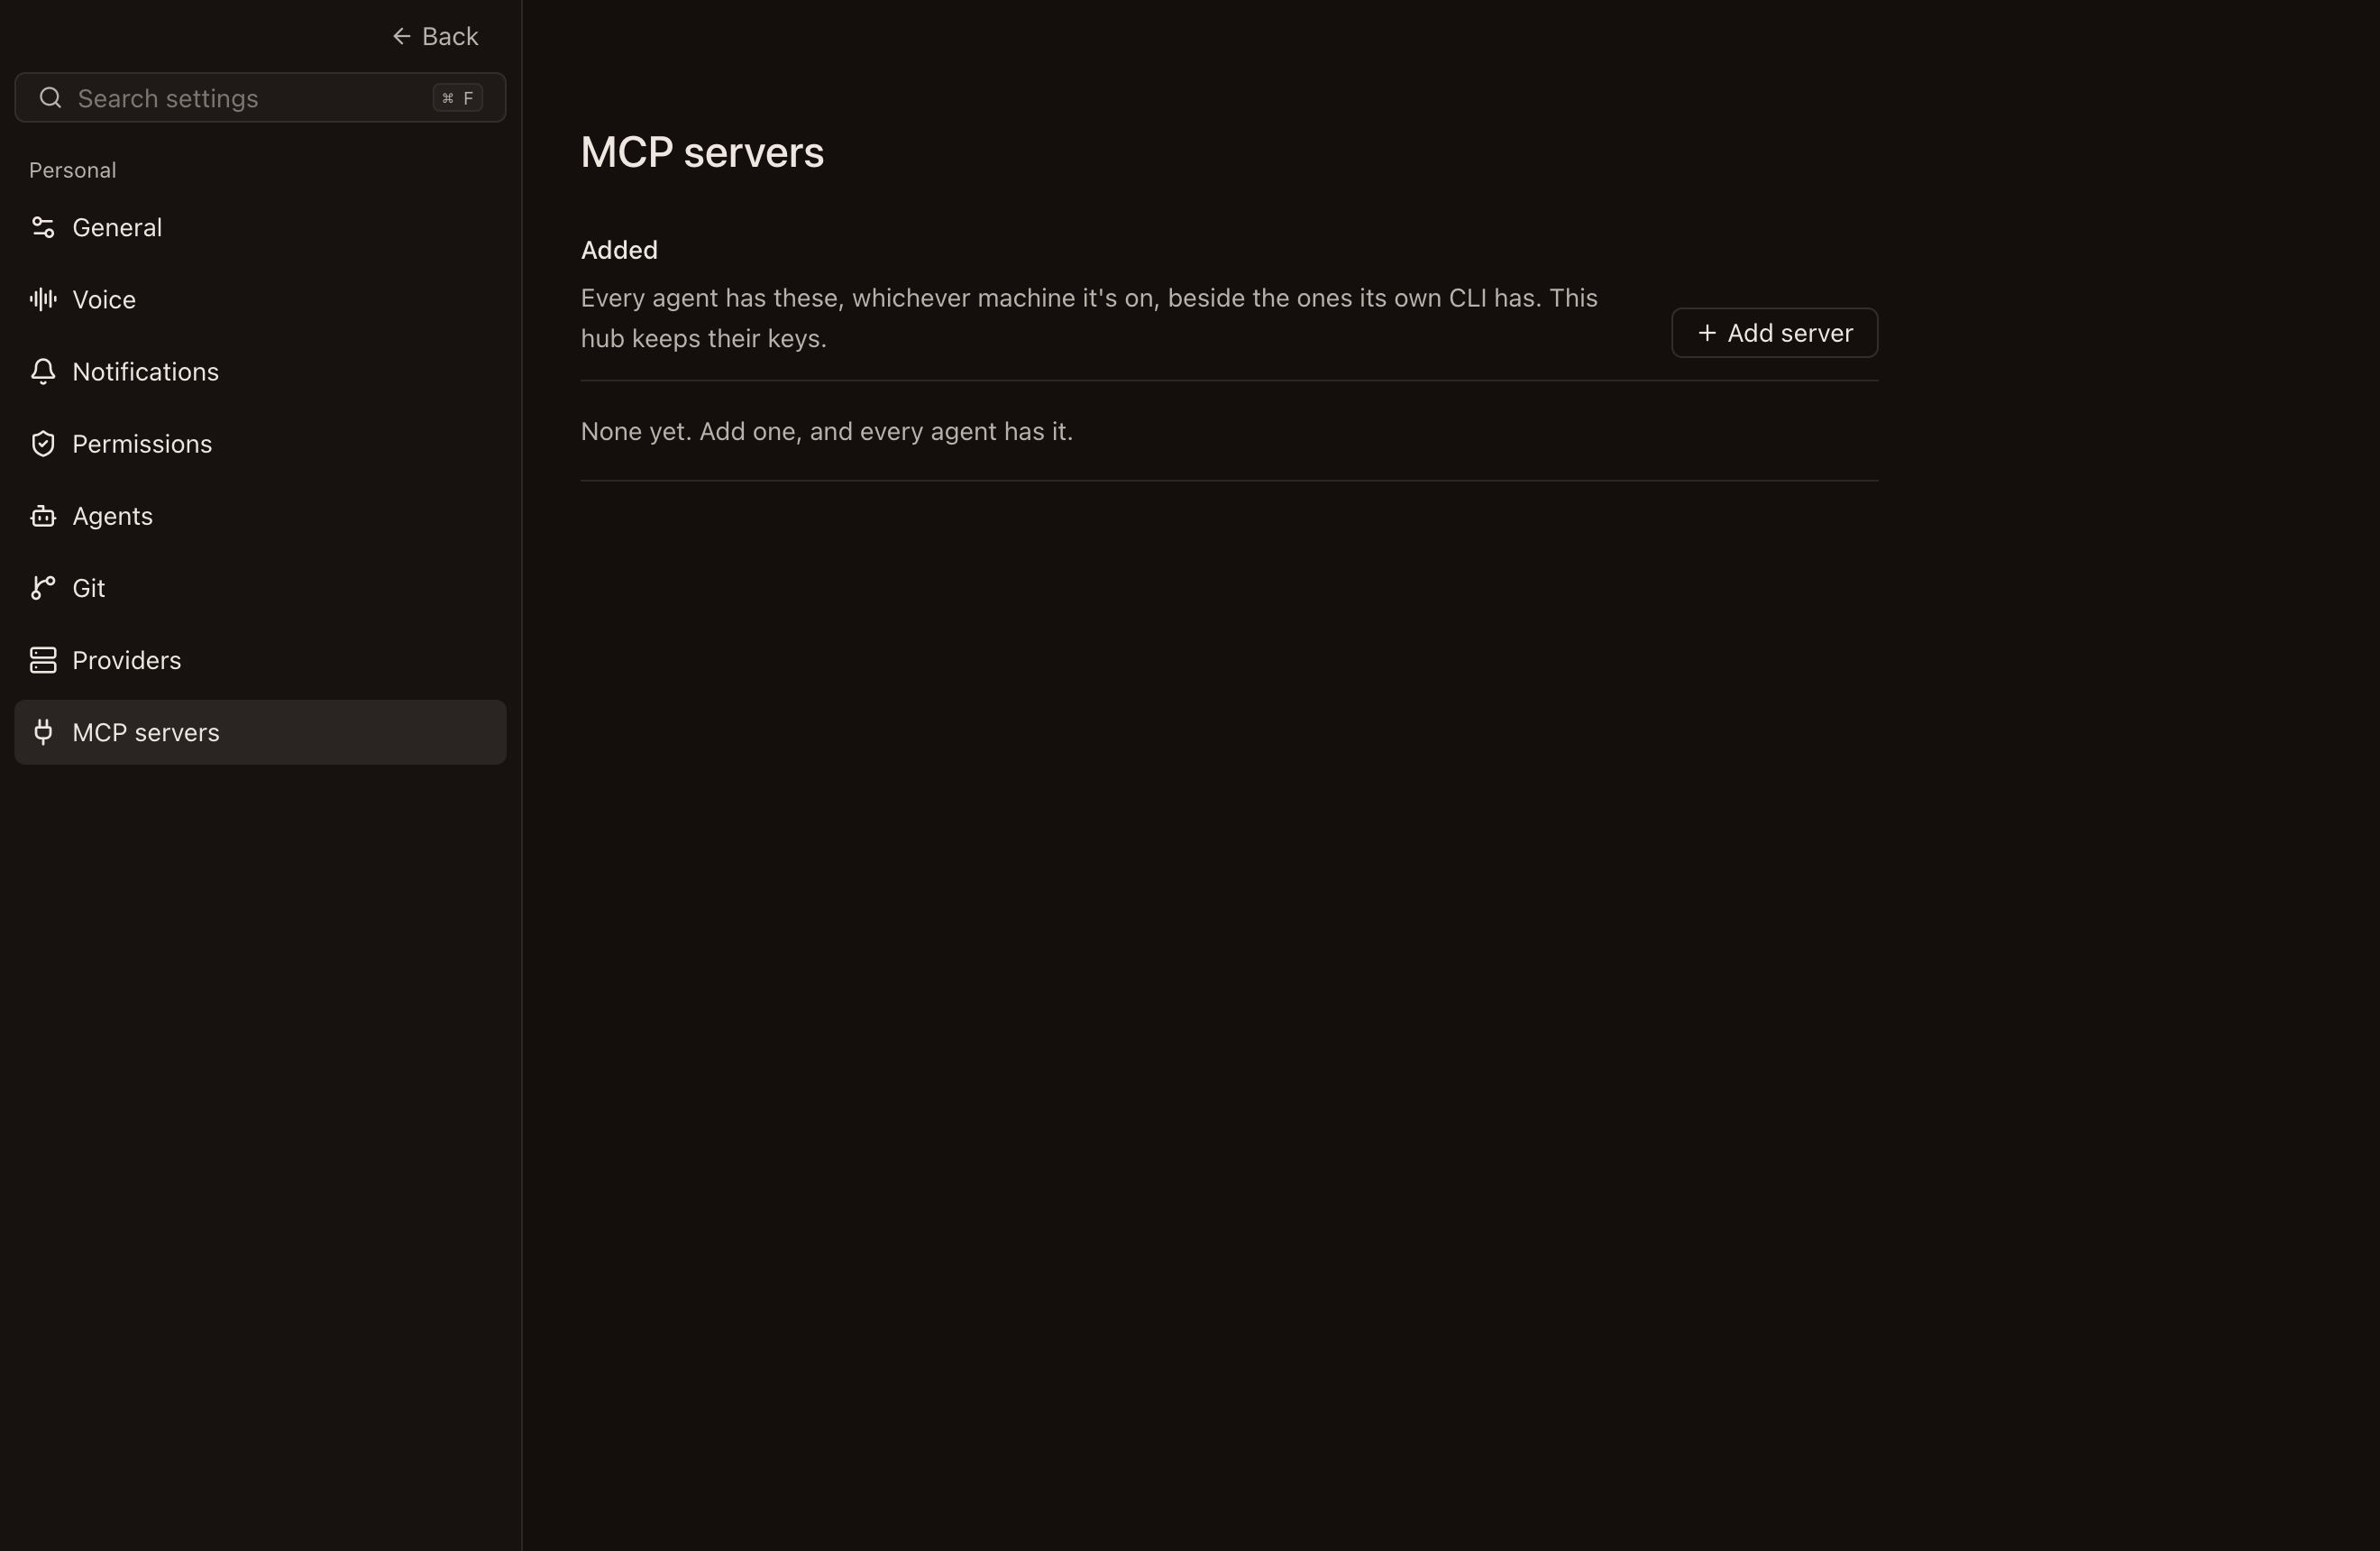 Back
Search settings
⌘ F
Personal
General
Voice
Notifications
Permissions
Agents
Git
Providers
MCP servers
MCP servers
Added
Every agent has these, whichever machine it's on, beside the ones its own CLI has. This
hub keeps their keys.
Add server
None yet. Add one, and every agent has it.